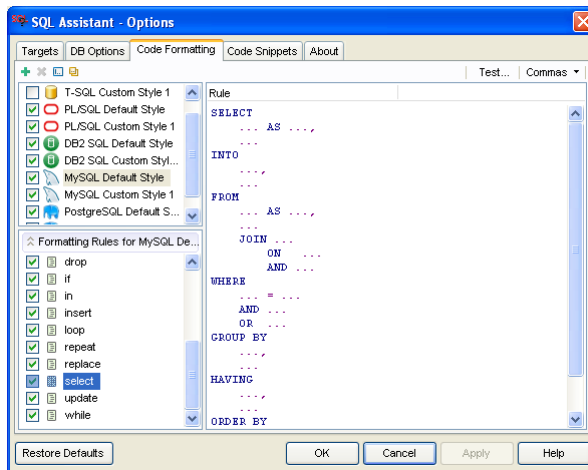 SQL Assistant - Options
Targets DB Options Code Formatting Code Snippets About
Test... Commas
T-SQL Custom Style 1
PL/SQL Default Style
PL/SQL Custom Style 1
DB2 SQL Default Style
DB2 SQL Custom Styl...
MySQL Default Style
MySQL Custom Style 1
PostgreSQL Default S...
Formatting Rules for MySQL De...
drop
if
in
insert
loop
repeat
replace
select
update
while
Rule
SELECT
... AS ...,
...
INTO
...,
...
FROM
... AS ...,
...
JOIN ...
ON ...
AND ...
WHERE
... = ...
AND ...
OR ...
GROUP BY
...,
...
HAVING
...,
...
ORDER BY
Restore Defaults OK Cancel Apply Help